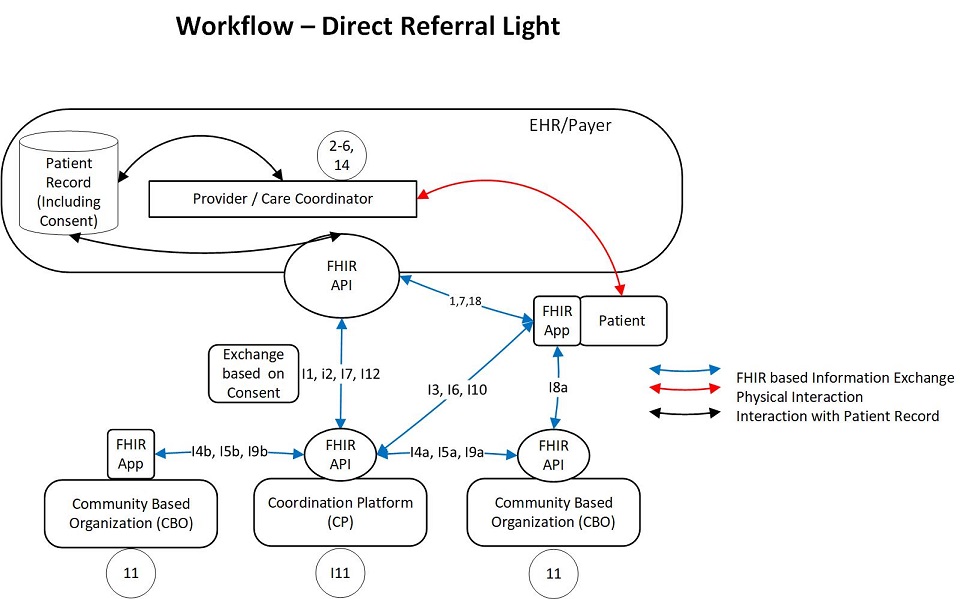 Workflow – Direct Referral Light
EHR/Payer
Patient
Record
(Including
Consent)
2-6,
14
Provider / Care Coordinator
FHIR
API
1,7,18
FHIR
App
Patient
Exchange
based on
Consent
I1, i2, I7, I12
I3, I6, I10
I8a
FHIR based Information Exchange
Physical Interaction
Interaction with Patient Record
FHIR
App
I4b, I5b, I9b
FHIR
API
I4a, I5a, I9a
FHIR
API
Community Based
Organization (CBO)
Coordination Platform
(CP)
Community Based
Organization (CBO)
11
I11
11